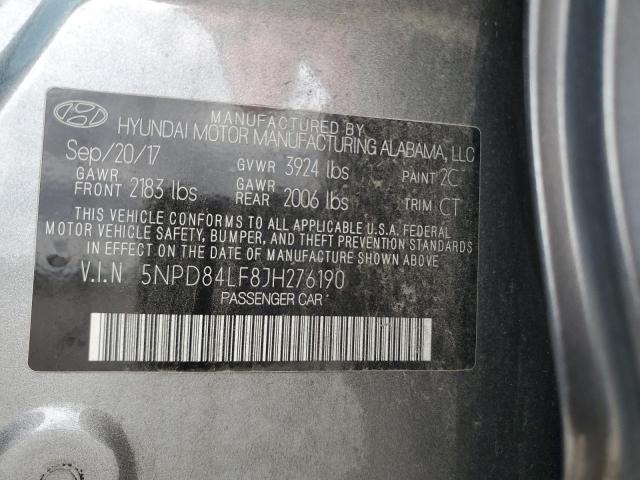 MANUFACTURED BY
HYUNDAI MOTOR MANUFACTURING ALABAMA, LLC
Sep/20/17 GVWR 3924 lbs PAINT 2C
GAWR FRONT 2183 lbs GAWR REAR 2006 lbs TRIM CT
THIS VEHICLE CONFORMS TO ALL APPLICABLE U.S.A. FEDERAL
MOTOR VEHICLE SAFETY, BUMPER, AND THEFT PREVENTION STANDARDS
IN EFFECT ON THE DATE OF MANUFACTURE SHOWN ABOVE.
V.I.N 5NPD84LF8JH276190
PASSENGER CAR